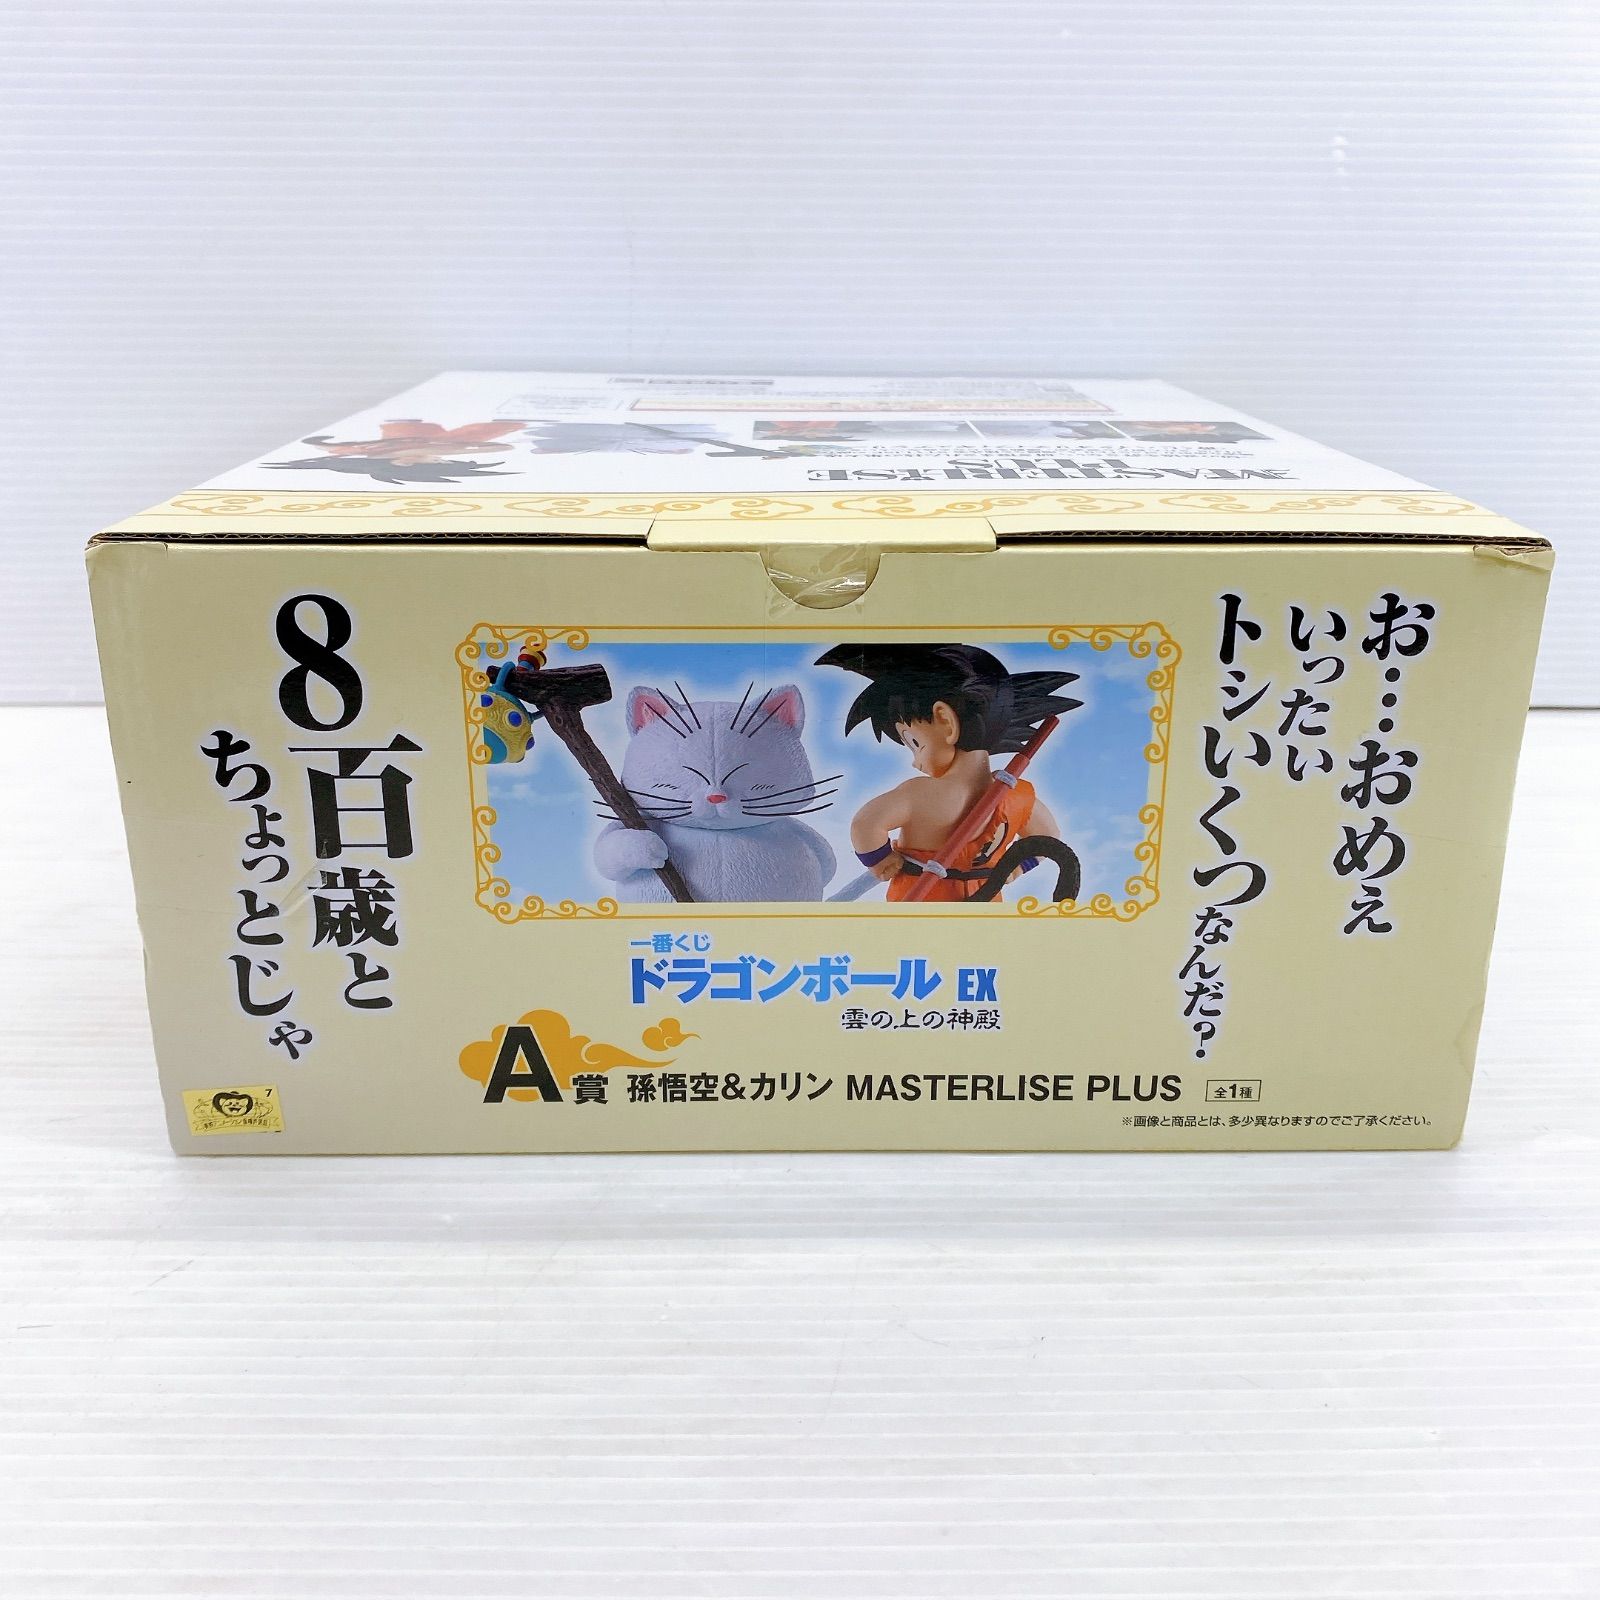 MASTERLISE
PLUS
お…おめぇ
いったい
トシいくつなんだ?
8百歳と
ちょっとじゃ
一番くじ
ドラゴンボール EX
雲の上の神殿
A賞 孫悟空&カリン MASTERLISE PLUS 全1種
※画像と商品とは、多少異なりますのでご了承ください。
7